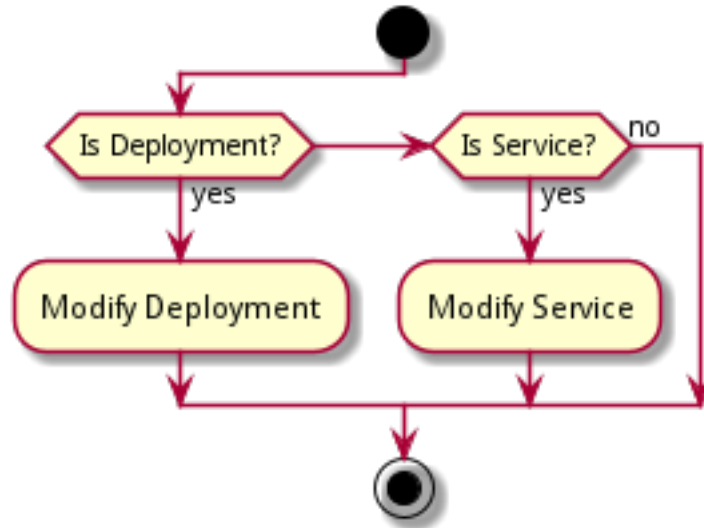 Is Deployment?
Is Service?
no
yes
yes
Modify Deployment
Modify Service